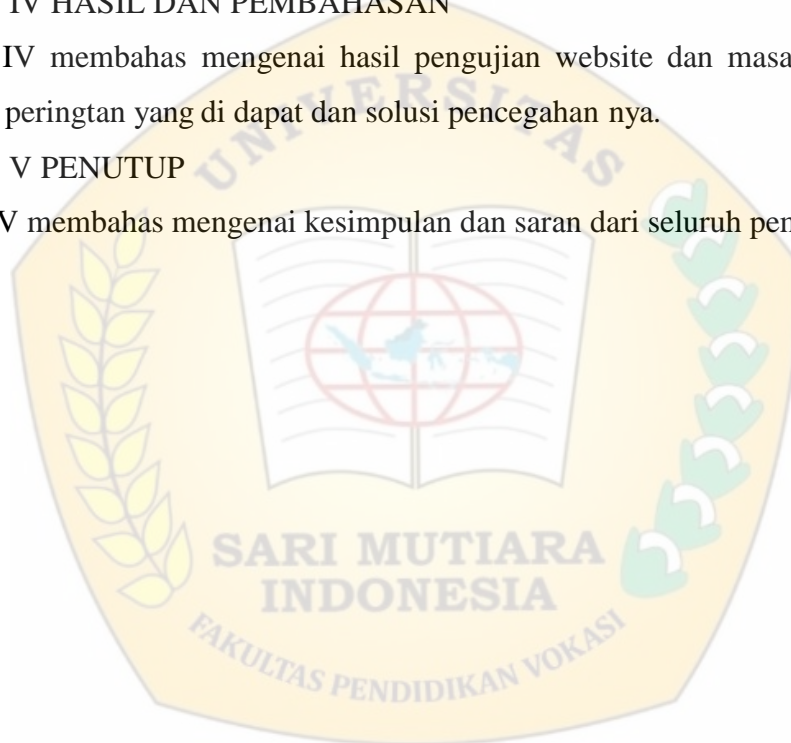 IV HASIL DAN PEMBAHASAN
IV membahas mengenai hasil pengujian website dan masa
peringtan yang di dapat dan solusi pencegahan nya.
V PENUTUP
V membahas mengenai kesimpulan dan saran dari seluruh pen
UNIVERSITAS
SARI MUTIARA
INDONESIA
FAKULTAS PENDIDIKAN VOKASI